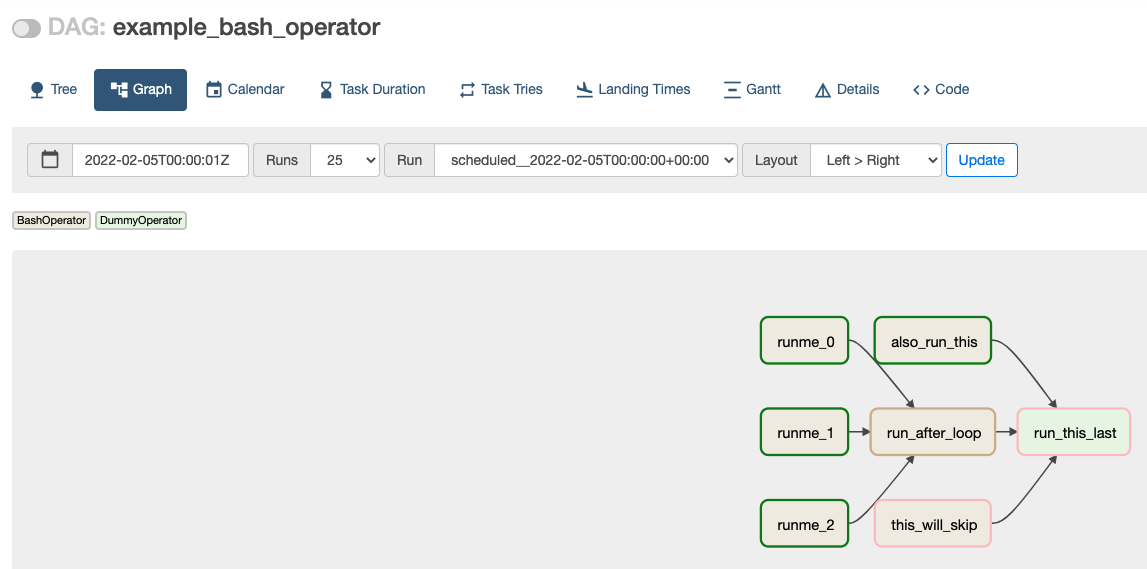 DAG: example_bash_operator
Tree Graph Calendar Task Duration Task Tries Landing Times Gantt Details Code
2022-02-05T00:00:01Z Runs 25 Run scheduled__2022-02-05T00:00:00+00:00 Layout Left > Right Update
BashOperator DummyOperator
runme_0 also_run_this
runme_1 run_after_loop run_this_last
runme_2 this_will_skip